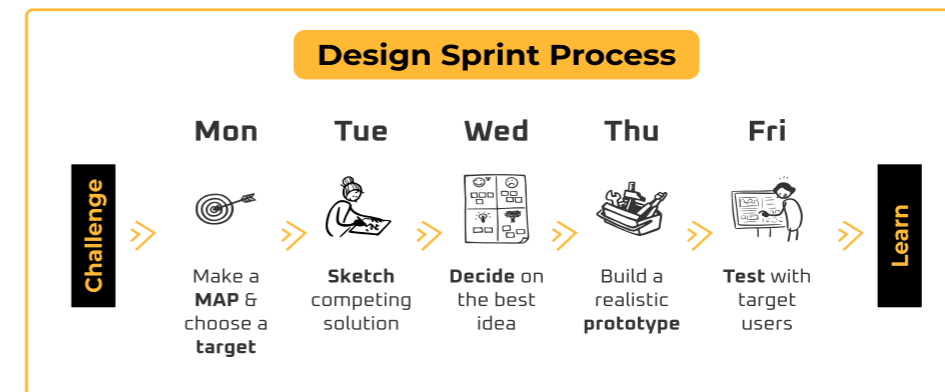 Design Sprint Process
Mon
Tue
Wed
Thu
Fri
Challenge
Make a
MAP &
choose a
target
Sketch
competing
solution
Decide on
the best
idea
Build a
realistic
prototype
Test with
target
users
Learn